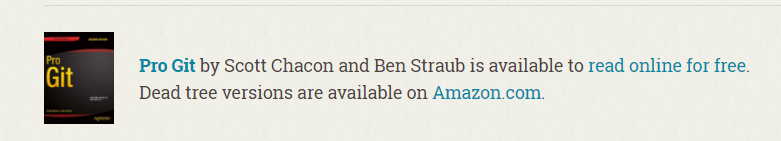 Pro
Git
Pro Git by Scott Chacon and Ben Straub is available to read online for free.
Dead tree versions are available on Amazon.com.